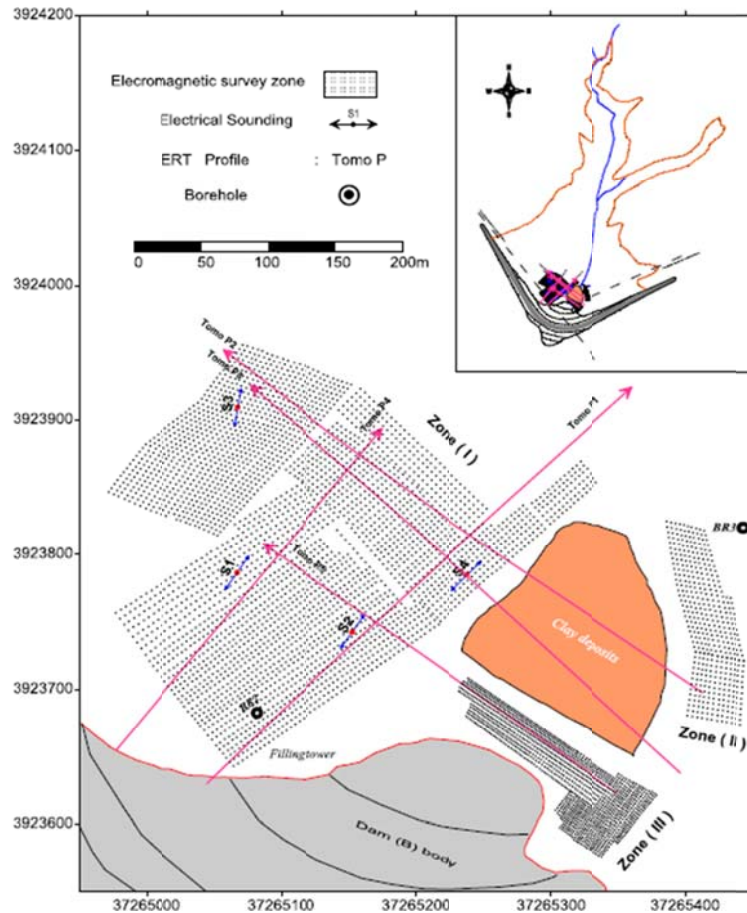 3924200
3924100
3924000
3923900
3923800
3923700
3923600
Elecromagnetic survey zone
S1
Electrical Sounding
ERT Profile : Tomo P
Borehole
0 50 100 150 200m
Tomo P2
Tomo P3
Tomo P4
Tomo P1
Zone ( I )
S3
BR3
S1
Tomo P5
S4
S2
Clay deposits
BR2
Zone ( II )
Fillingtower
Dam (B) body
Zone ( III )
37265000 37265100 37265200 37265300 37265400